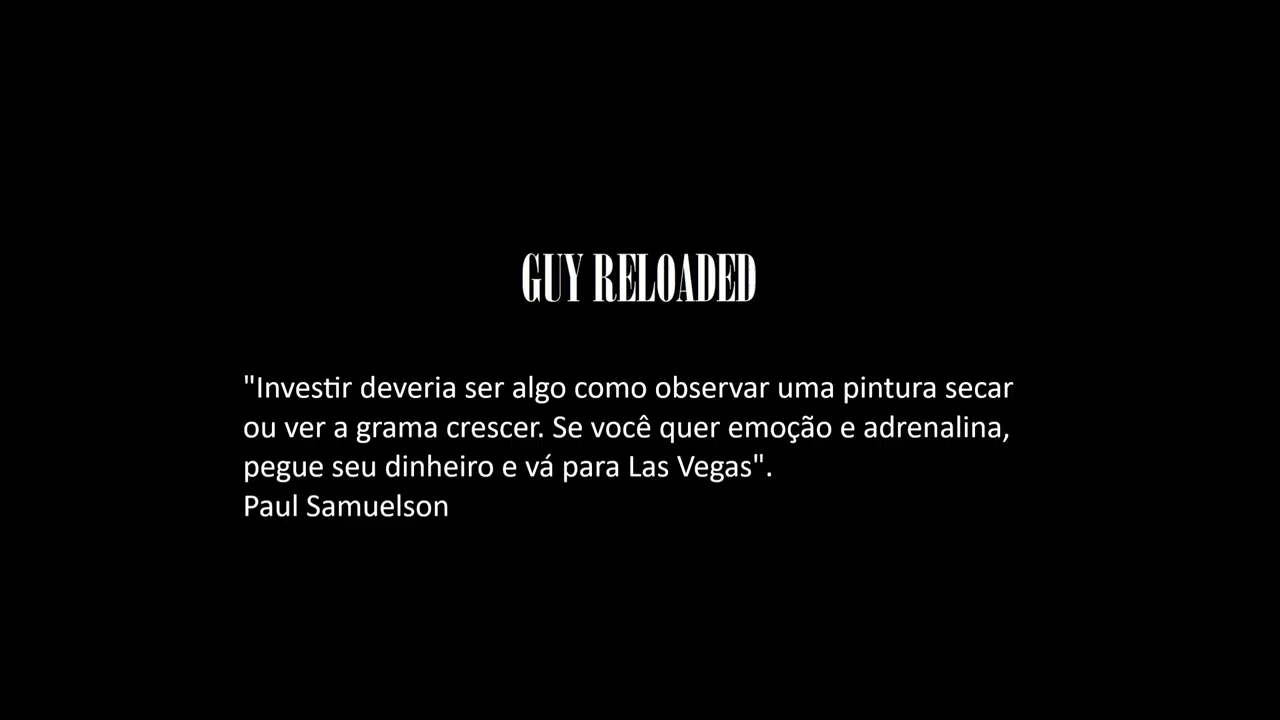 GUY RELOADED
"Investir deveria ser algo como observar uma pintura secar
ou ver a grama crescer. Se você quer emoção e adrenalina,
pegue seu dinheiro e vá para Las Vegas".
Paul Samuelson